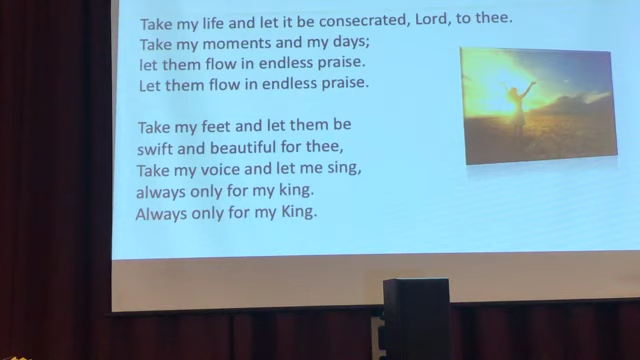 Take my life and let it be consecrated, Lord, to thee.
Take my moments and my days;
let them flow in endless praise.
Let them flow in endless praise.
Take my feet and let them be
swift and beautiful for thee,
Take my voice and let me sing,
always only for my king.
Always only for my King.